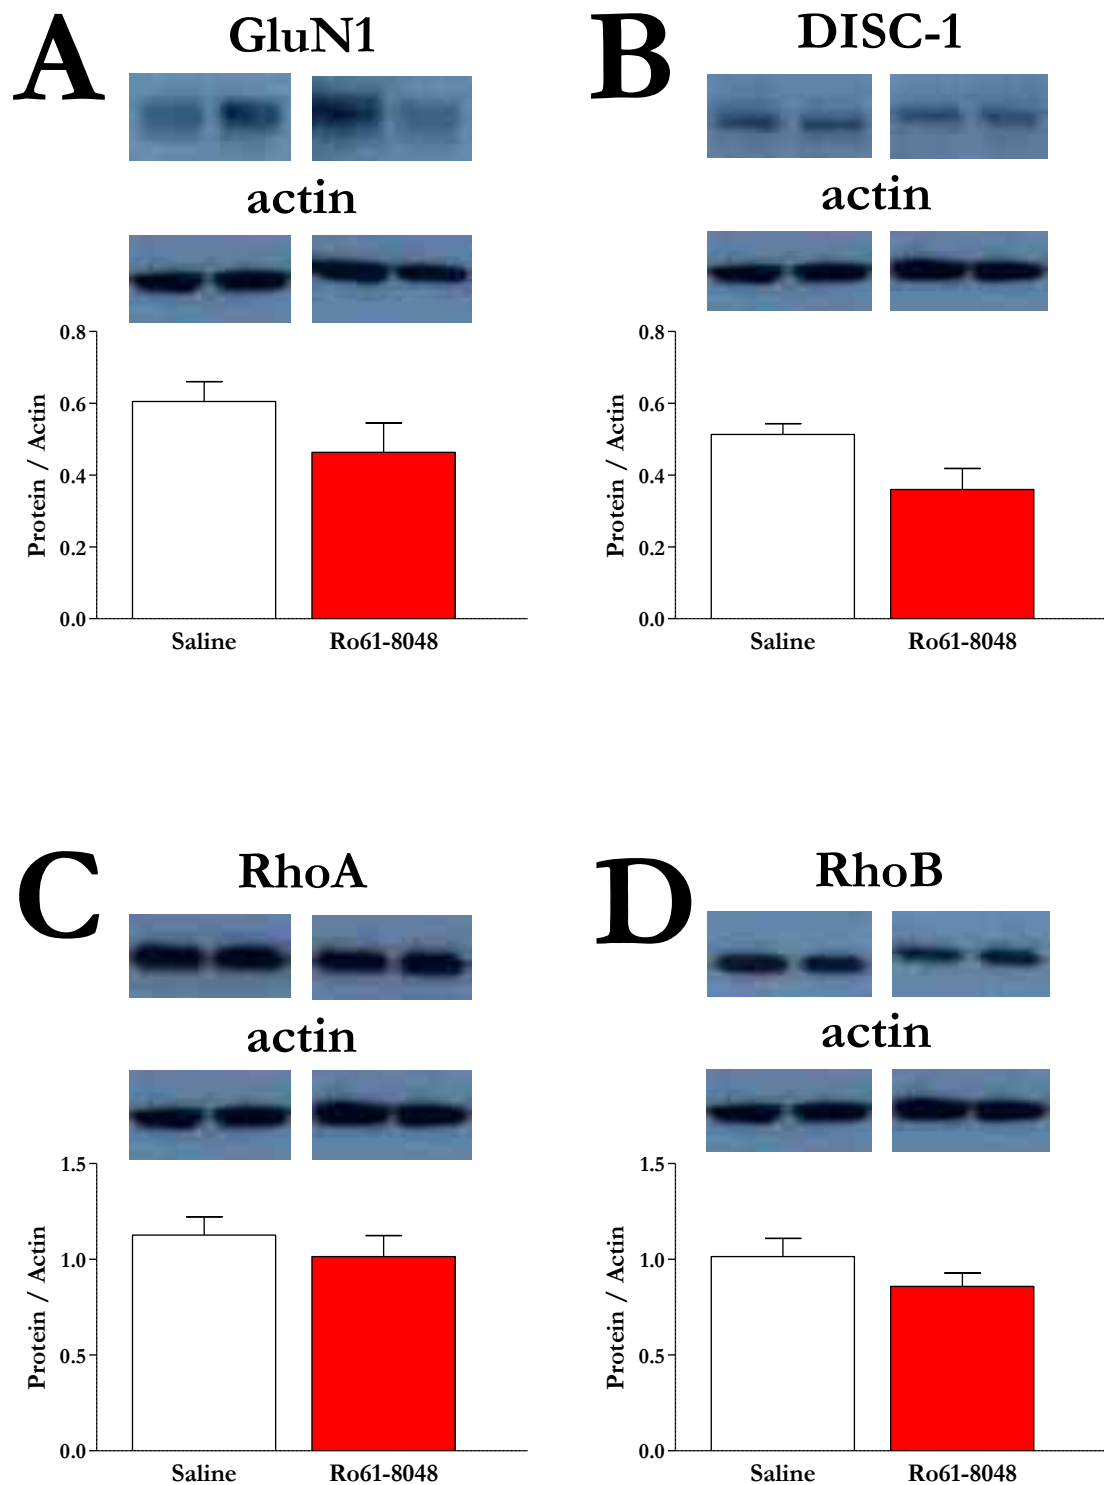 A
GluN1
actin
0.8
0.6
0.4
0.2
0.0
Protein / Actin
Saline
Ro61-8048
B
DISC-1
actin
0.8
0.6
0.4
0.2
0.0
Protein / Actin
Saline
Ro61-8048
C
RhoA
actin
1.5
1.0
0.5
0.0
Protein / Actin
Saline
Ro61-8048
D
RhoB
actin
1.5
1.0
0.5
0.0
Protein / Actin
Saline
Ro61-8048